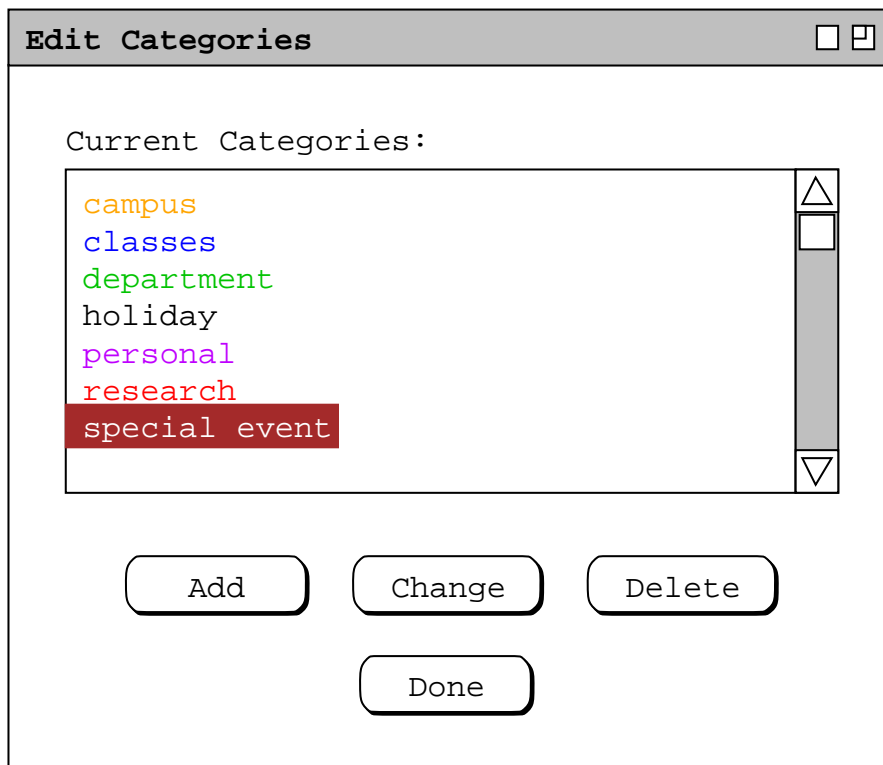 Edit Categories
Current Categories:
campus
classes
department
holiday
personal
research
special event
Add Change Delete
Done